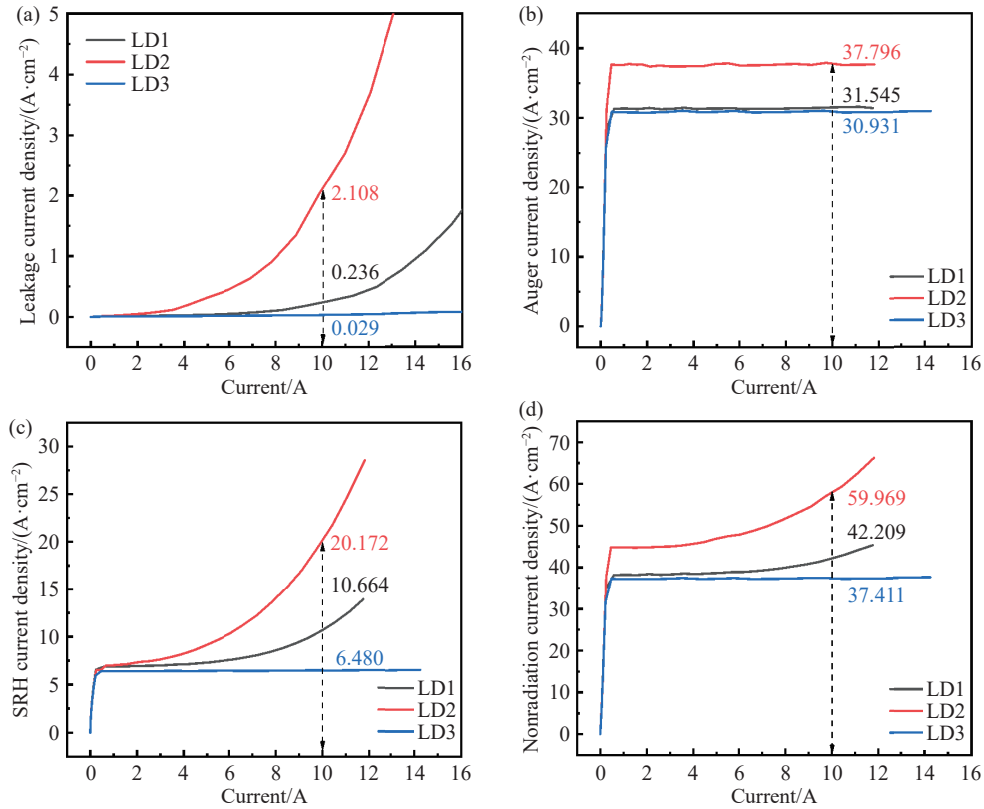 (a)
5
4
3
2
1
0
Leakage current density/(A·cm⁻²)
LD1
LD2
LD3
2.108
0.236
0.029
0 2 4 6 8 10 12 14 16
Current/A
(b)
40
30
20
10
0
Auger current density/(A·cm⁻²)
37.796
31.545
30.931
LD1
LD2
LD3
0 2 4 6 8 10 12 14 16
Current/A
(c)
30
25
20
15
10
5
0
SRH current density/(A·cm⁻²)
20.172
10.664
6.480
LD1
LD2
LD3
0 2 4 6 8 10 12 14 16
Current/A
(d)
70
60
50
40
30
20
10
0
Nonradiation current density/(A·cm⁻²)
59.969
42.209
37.411
LD1
LD2
LD3
0 2 4 6 8 10 12 14 16
Current/A